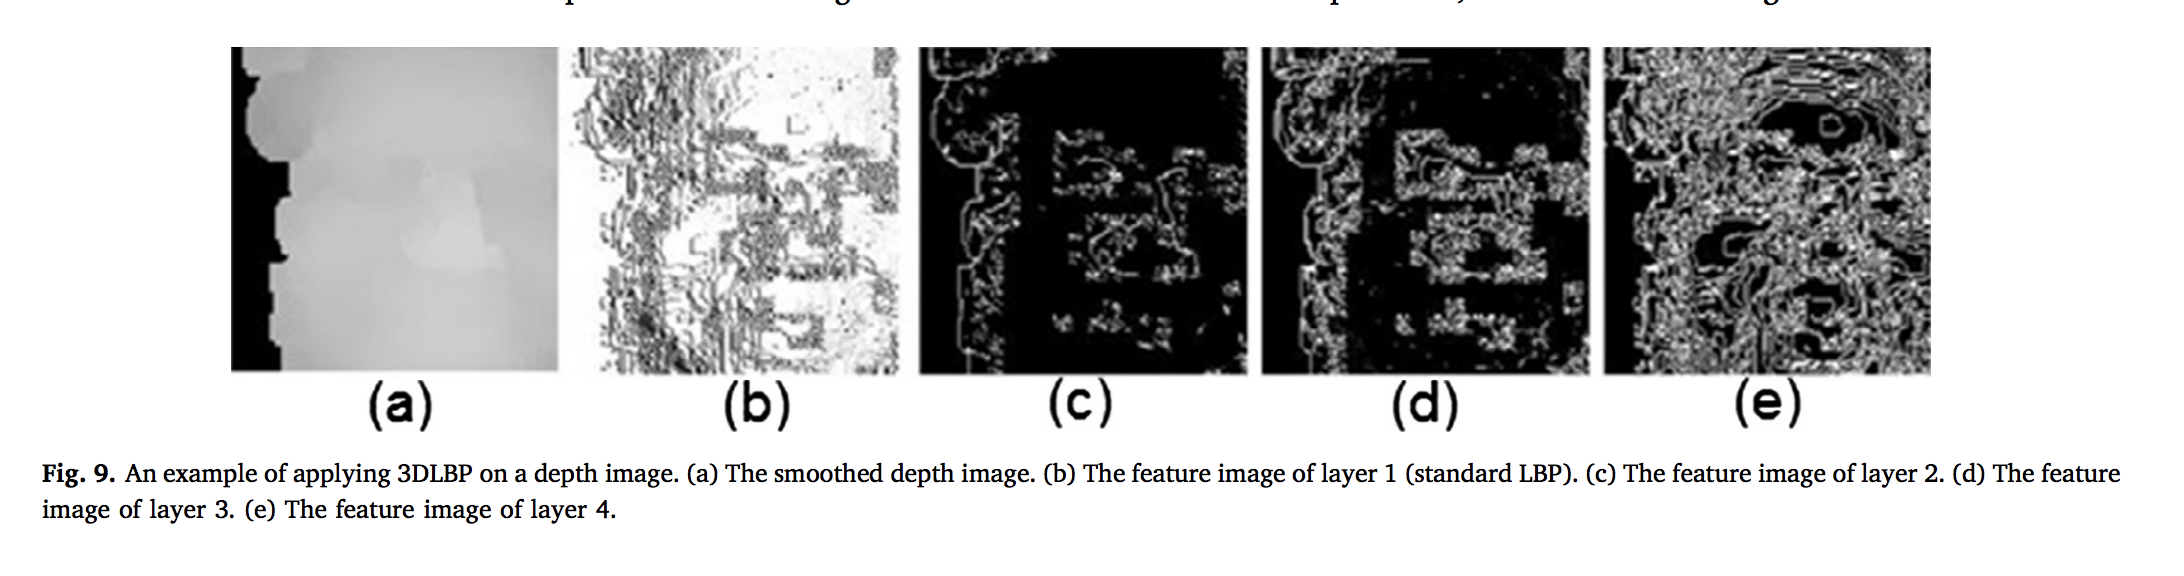 (a) (b) (c) (d) (e)
Fig. 9. An example of applying 3DLBP on a depth image. (a) The smoothed depth image. (b) The feature image of layer 1 (standard LBP). (c) The feature image of layer 2. (d) The feature
image of layer 3. (e) The feature image of layer 4.